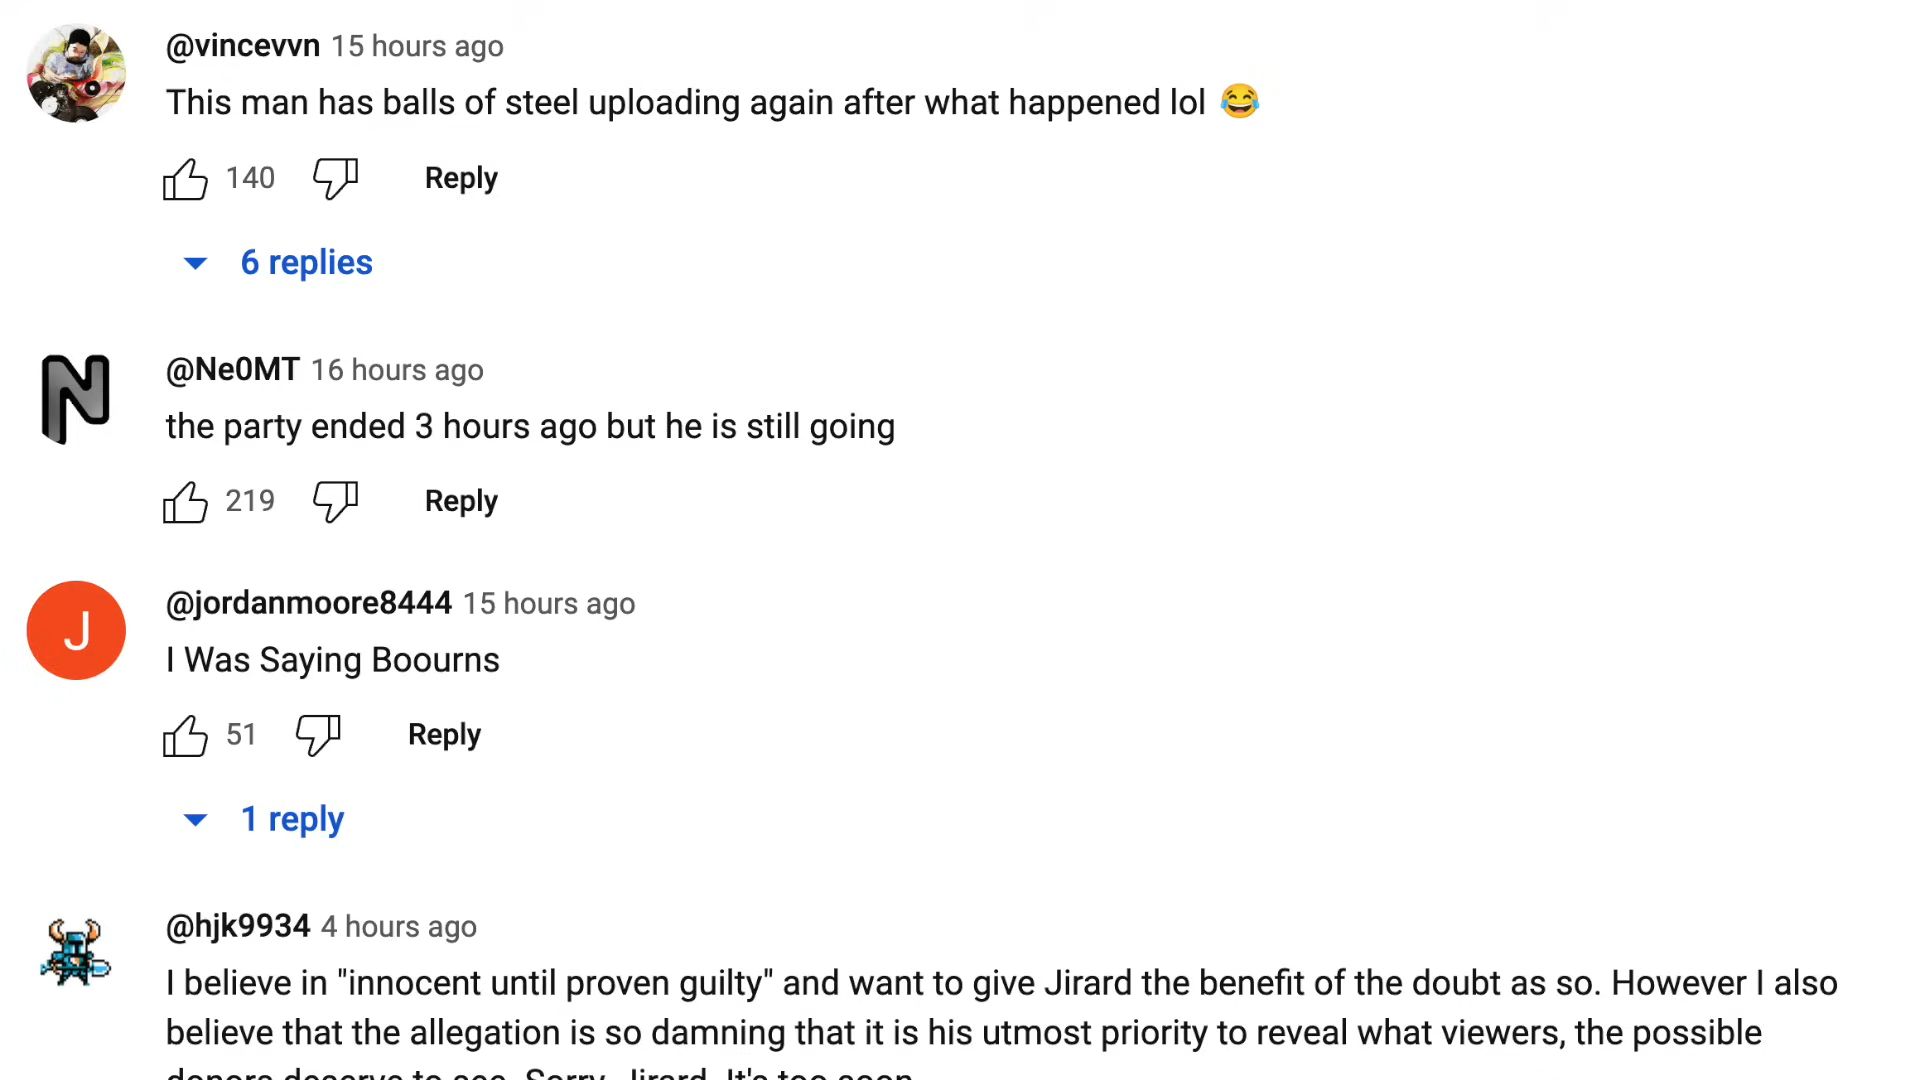 @vincevvn 15 hours ago
This man has balls of steel uploading again after what happened lol 😂
140 Reply
6 replies
N
@Ne0MT 16 hours ago
the party ended 3 hours ago but he is still going
219 Reply
J
@jordanmoore8444 15 hours ago
I Was Saying Boourns
51 Reply
1 reply
@hjk9934 4 hours ago
I believe in "innocent until proven guilty" and want to give Jirard the benefit of the doubt as so. However I also
believe that the allegation is so damning that it is his utmost priority to reveal what viewers, the possible
donors deserve to see. Sorry, Jirard. It's too soon